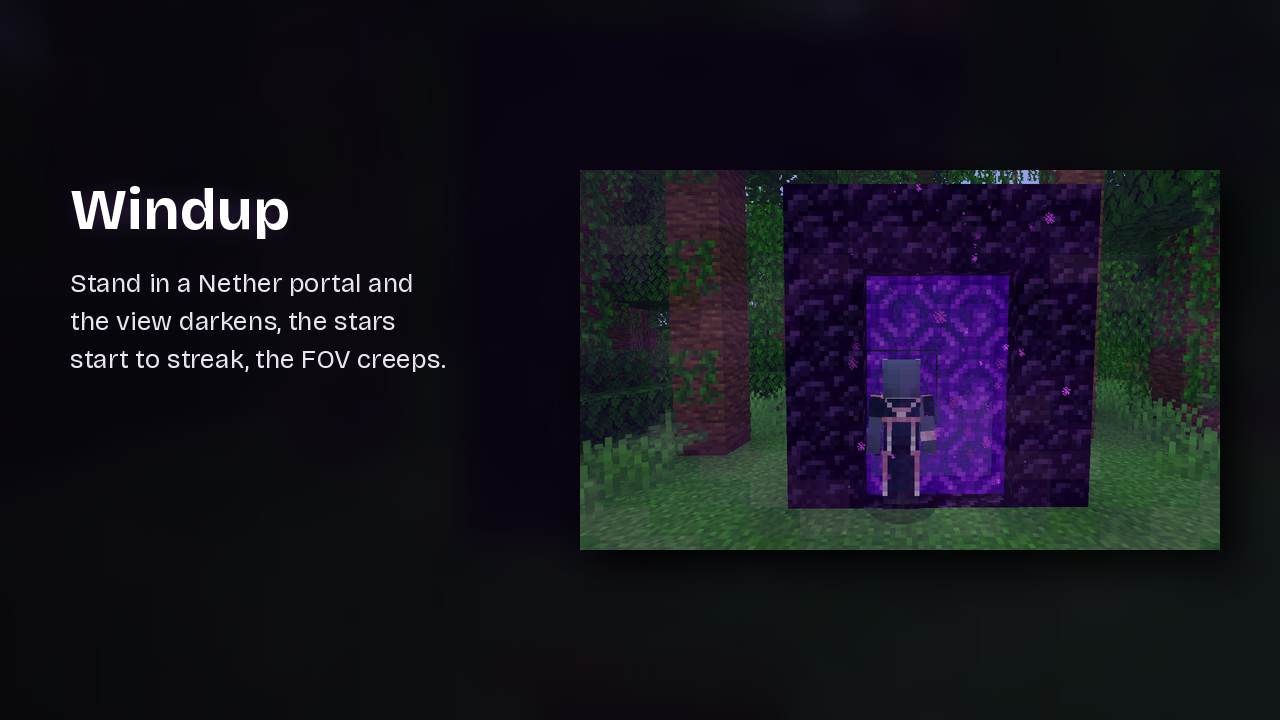 Windup
Stand in a Nether portal and
the view darkens, the stars
start to streak, the FOV creeps.